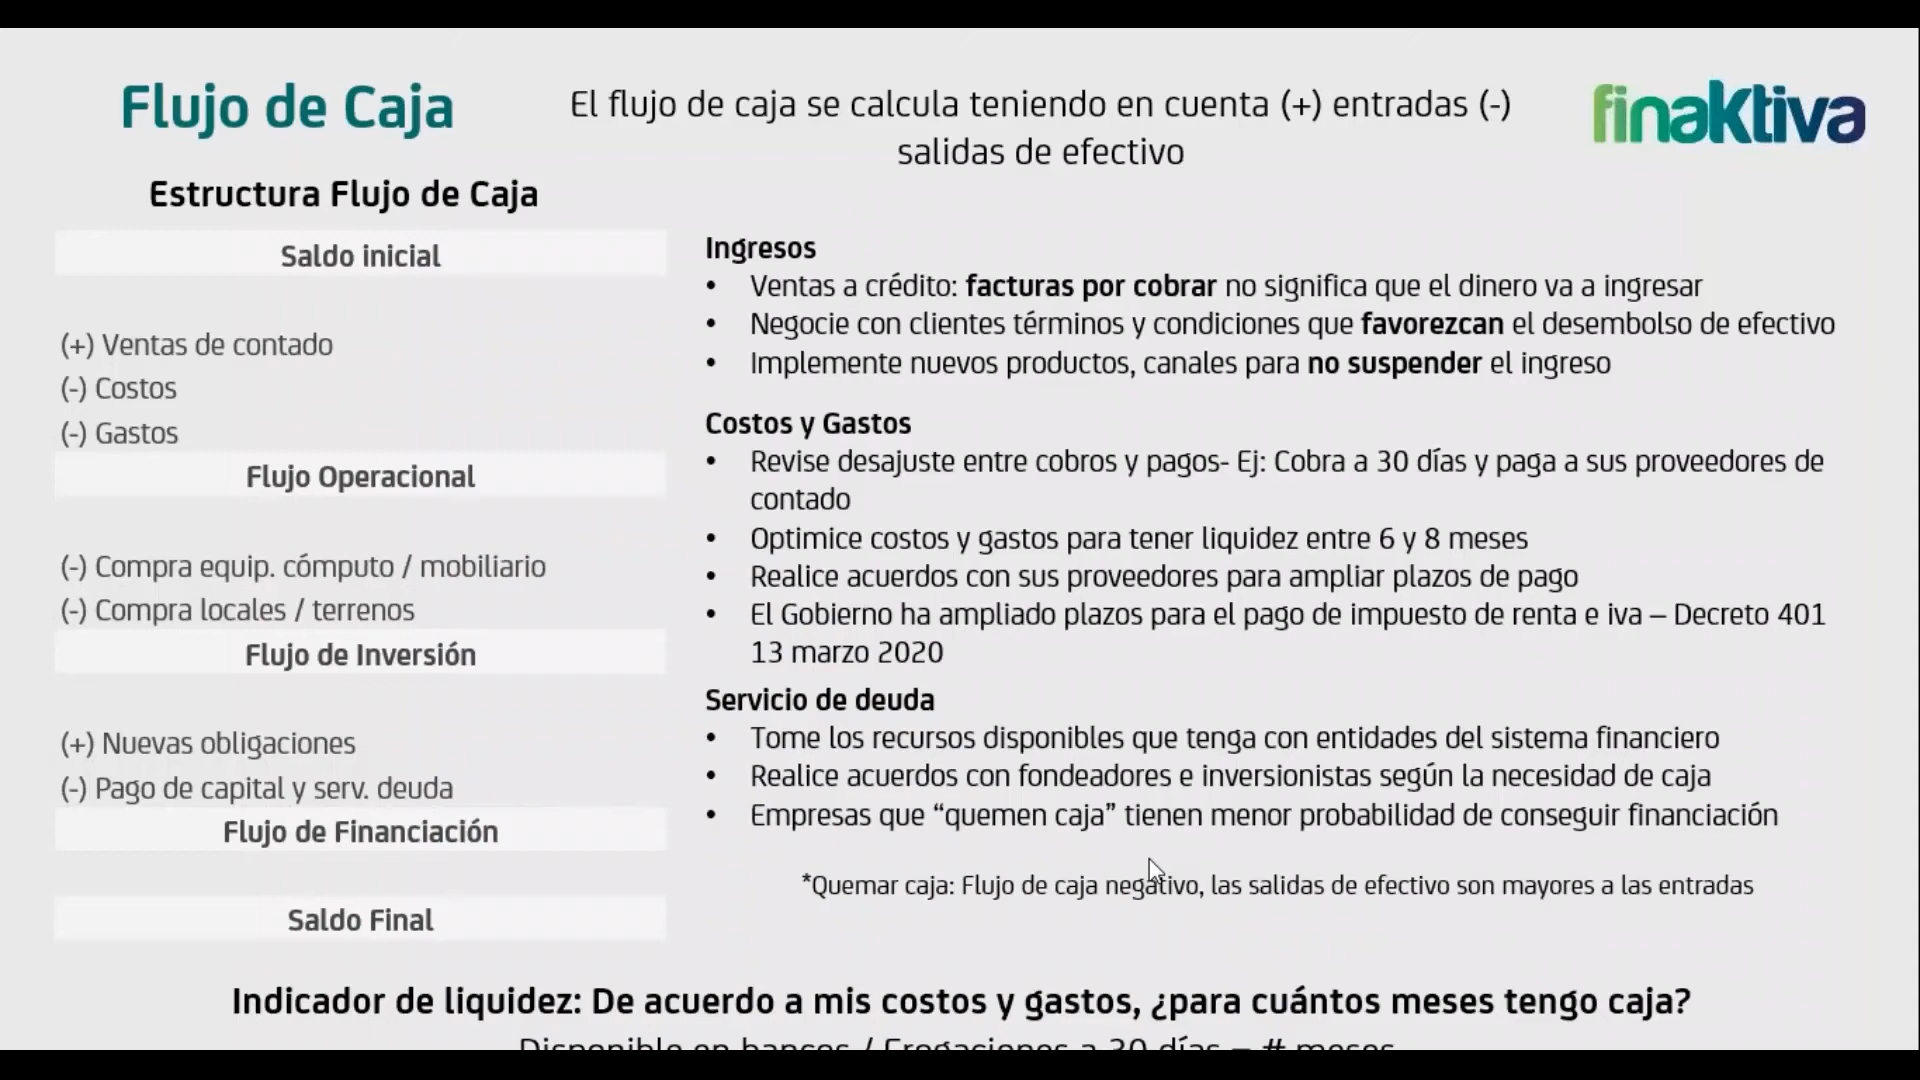 Flujo de Caja
El flujo de caja se calcula teniendo en cuenta (+) entradas (-)
salidas de efectivo
finaktiva
Estructura Flujo de Caja
Saldo inicial
(+) Ventas de contado
(-) Costos
(-) Gastos
Flujo Operacional
(-) Compra equip. cómputo / mobiliario
(-) Compra locales / terrenos
Flujo de Inversión
(+) Nuevas obligaciones
(-) Pago de capital y serv. deuda
Flujo de Financiación
Saldo Final
Ingresos
• Ventas a crédito: facturas por cobrar no significa que el dinero va a ingresar
• Negocie con clientes términos y condiciones que favorezcan el desembolso de efectivo
• Implemente nuevos productos, canales para no suspender el ingreso
Costos y Gastos
• Revise desajuste entre cobros y pagos- Ej: Cobra a 30 días y paga a sus proveedores de
contado
• Optimice costos y gastos para tener liquidez entre 6 y 8 meses
• Realice acuerdos con sus proveedores para ampliar plazos de pago
• El Gobierno ha ampliado plazos para el pago de impuesto de renta e iva – Decreto 401
13 marzo 2020
Servicio de deuda
• Tome los recursos disponibles que tenga con entidades del sistema financiero
• Realice acuerdos con fondeadores e inversionistas según la necesidad de caja
• Empresas que “quemen caja” tienen menor probabilidad de conseguir financiación
*Quemar caja: Flujo de caja negativo, las salidas de efectivo son mayores a las entradas
Indicador de liquidez: De acuerdo a mis costos y gastos, ¿para cuántos meses tengo caja?
Disponible en bancos / Erogaciones a 30 días = # meses